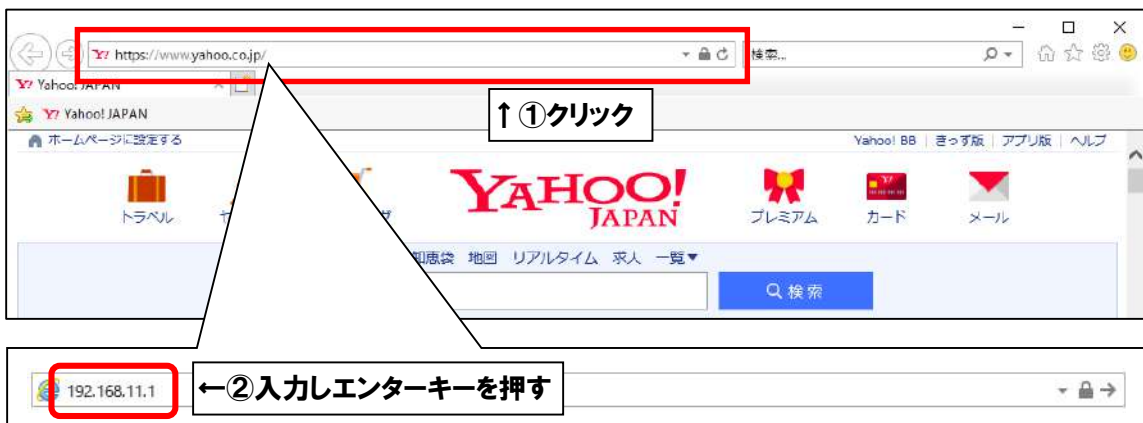 https://www.yahoo.co.jp/
検索...
Yahoo! JAPAN
Yahoo! JAPAN
↑①クリック
ホームページに設定する
Yahoo! BB | きっず版 | アプリ版 | ヘルプ
YAHOO!
JAPAN
トラベル
プレミアム カード メール
知恵袋 地図 リアルタイム 求人 一覧▼
検索
192.168.11.1
←②入力しエンターキーを押す